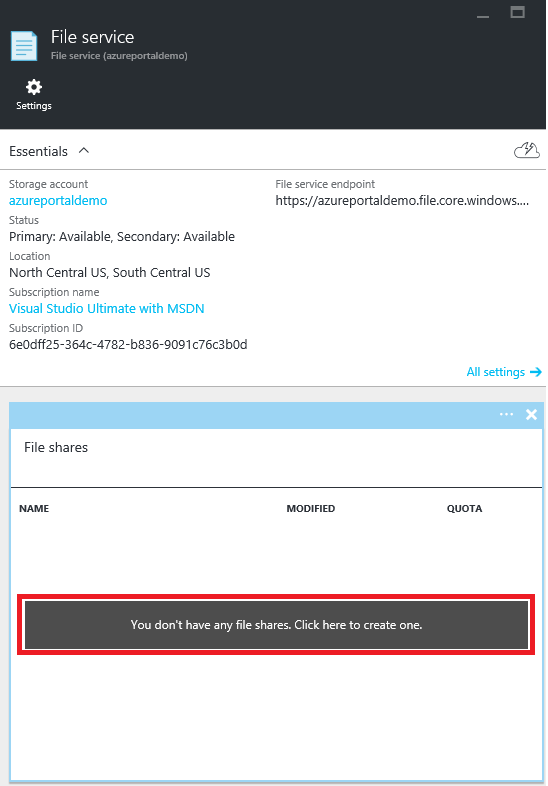 File service
File service (azureportaldemo)
Settings
Essentials
Storage account
azureportaldemo
Status
Primary: Available, Secondary: Available
Location
North Central US, South Central US
Subscription name
Visual Studio Ultimate with MSDN
Subscription ID
6e0dff25-364c-4782-b836-9091c76c3b0d
File service endpoint
https://azureportaldemo.file.core.windows....
All settings
File shares
NAME MODIFIED QUOTA
You don't have any file shares. Click here to create one.